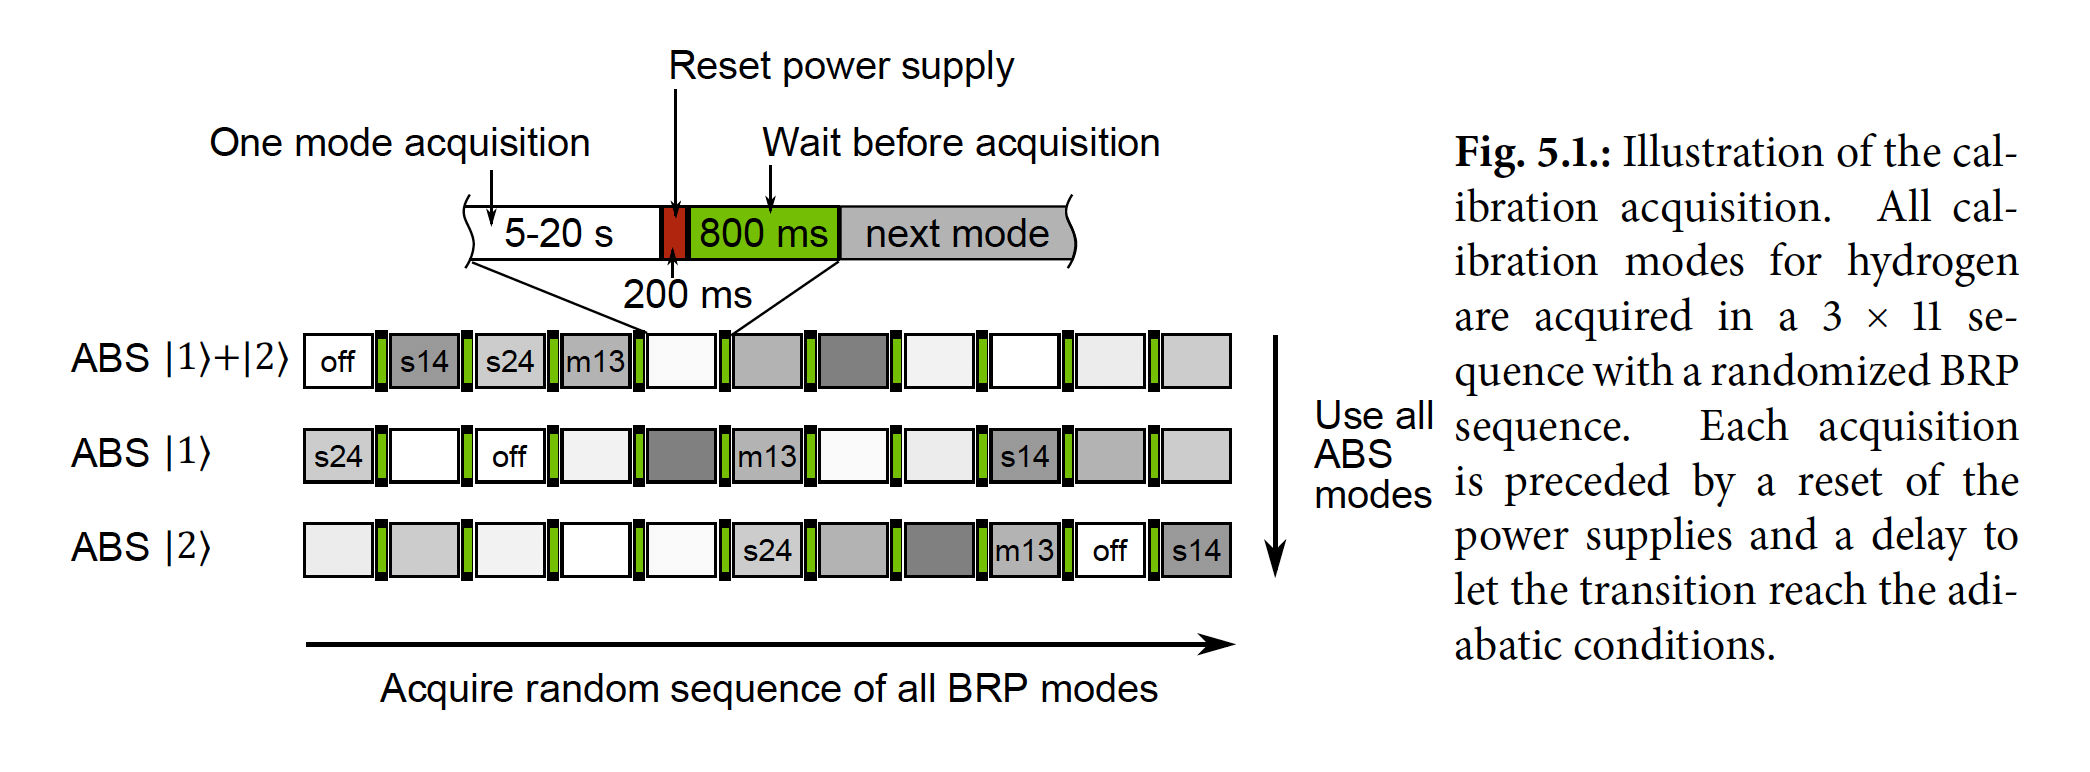 Reset power supply
One mode acquisition
Wait before acquisition
5-20 s
800 ms
next mode
200 ms
ABS |1⟩+|2⟩
off
s14
s24
m13
ABS |1⟩
s24
off
m13
s14
ABS |2⟩
s24
m13
off
s14
Use all
ABS
modes
Acquire random sequence of all BRP modes
Fig. 5.1.: Illustration of the cal-
ibration acquisition. All cal-
ibration modes for hydrogen
are acquired in a 3 × 11 se-
quence with a randomized BRP
sequence. Each acquisition
is preceded by a reset of the
power supplies and a delay to
let the transition reach the adi-
abatic conditions.